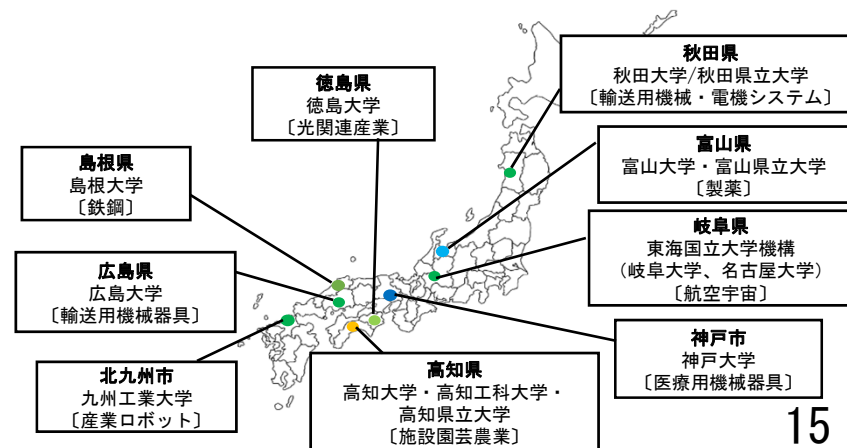 秋田県
秋田大学/秋田県立大学
〔輸送用機械・電機システム〕
徳島県
徳島大学
〔光関連産業〕
富山県
富山大学・富山県立大学
〔製薬〕
島根県
島根大学
〔鉄鋼〕
岐阜県
東海国立大学機構
（岐阜大学、名古屋大学）
〔航空宇宙〕
広島県
広島大学
〔輸送用機械器具〕
神戸市
神戸大学
〔医療用機械器具〕
北九州市
九州工業大学
〔産業ロボット〕
高知県
高知大学・高知工科大学・
高知県立大学
〔施設園芸農業〕
15